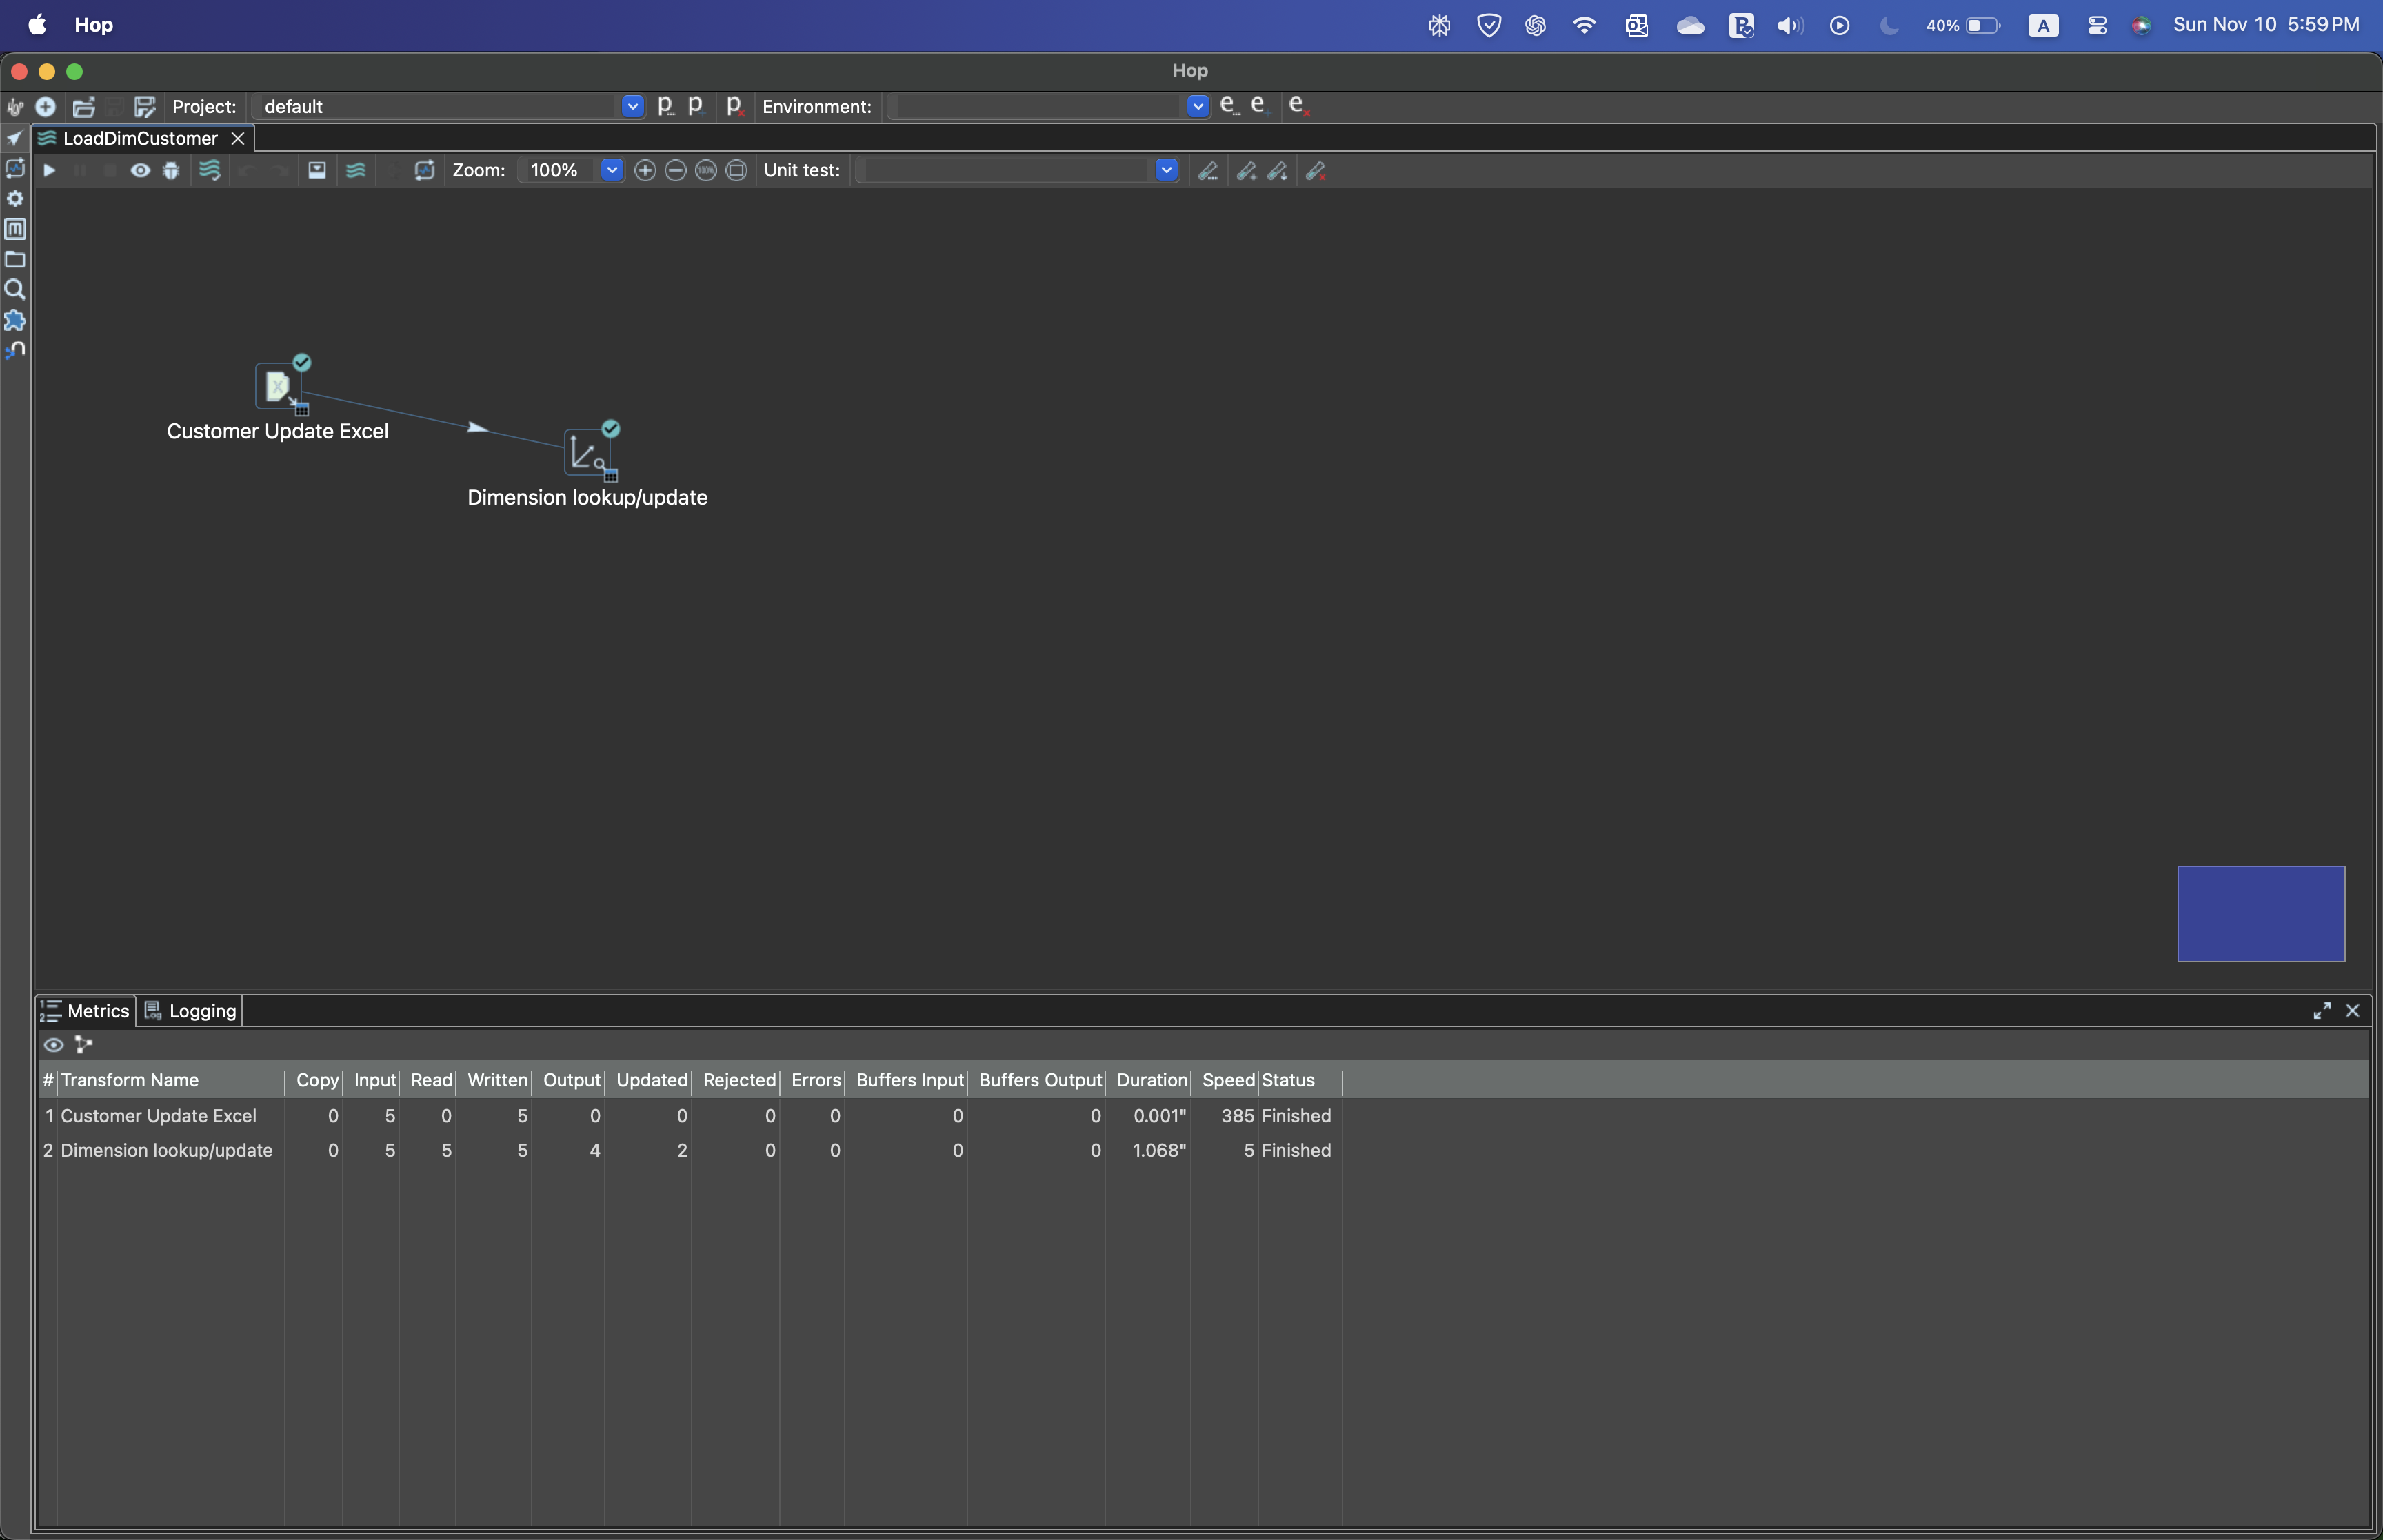 Hop
40%
A
Sun Nov 10 5:59 PM
Hop
Project: default Environment:
LoadDimCustomer
Zoom: 100% Unit test:
Customer Update Excel
Dimension lookup/update
Metrics Logging
# Transform Name Copy Input Read Written Output Updated Rejected Errors Buffers Input Buffers Output Duration Speed Status
1 Customer Update Excel 0 5 0 5 0 0 0 0 0 0 0.001" 385 Finished
2 Dimension lookup/update 0 5 5 5 4 2 0 0 0 0 1.068" 5 Finished